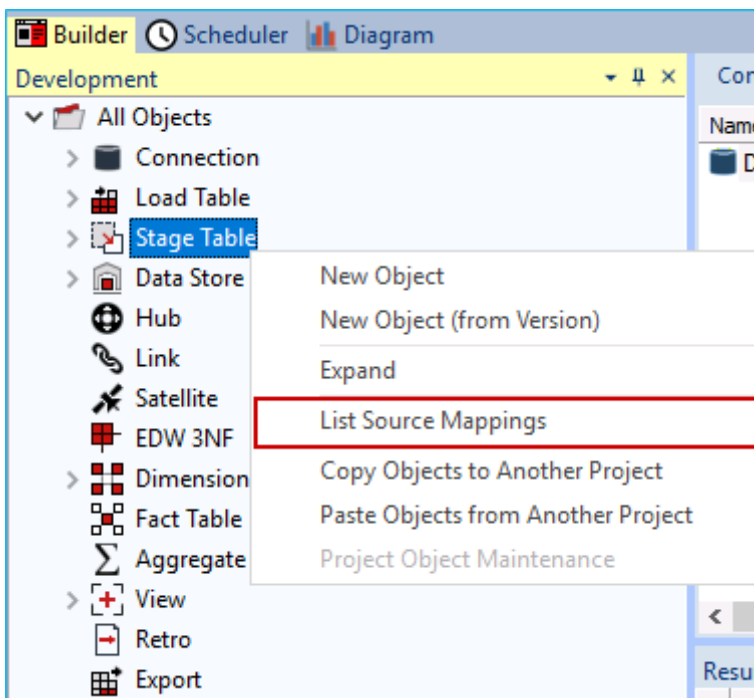 Builder Scheduler Diagram
Development
All Objects
Connection
Load Table
Stage Table
Data Store
Hub
Link
Satellite
EDW 3NF
Dimension
Fact Table
Aggregate
View
Retro
Export
New Object
New Object (from Version)
Expand
List Source Mappings
Copy Objects to Another Project
Paste Objects from Another Project
Project Object Maintenance